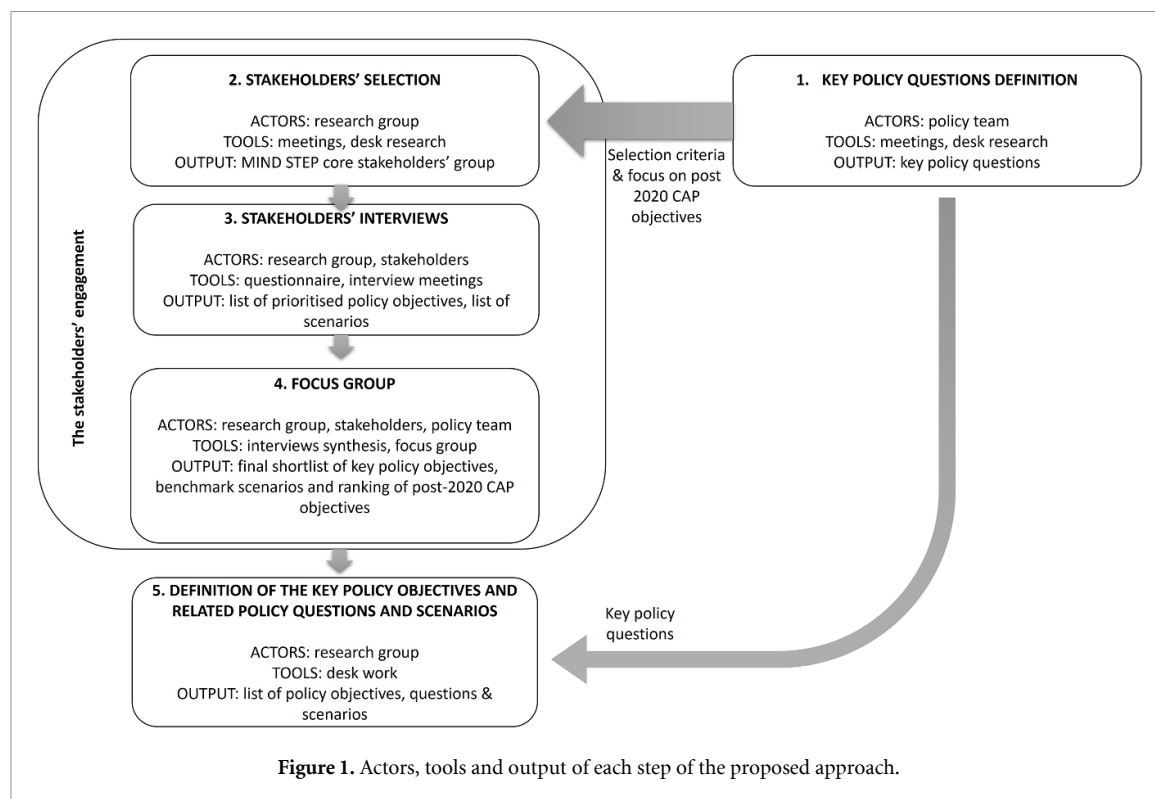 1. KEY POLICY QUESTIONS DEFINITION
ACTORS: policy team
TOOLS: meetings, desk research
OUTPUT: key policy questions
Selection criteria
& focus on post
2020 CAP
objectives
The stakeholders' engagement
2. STAKEHOLDERS' SELECTION
ACTORS: research group
TOOLS: meetings, desk research
OUTPUT: MIND STEP core stakeholders' group
3. STAKEHOLDERS' INTERVIEWS
ACTORS: research group, stakeholders
TOOLS: questionnaire, interview meetings
OUTPUT: list of prioritised policy objectives, list of
scenarios
4. FOCUS GROUP
ACTORS: research group, stakeholders, policy team
TOOLS: interviews synthesis, focus group
OUTPUT: final shortlist of key policy objectives,
benchmark scenarios and ranking of post-2020 CAP
objectives
Key policy
questions
5. DEFINITION OF THE KEY POLICY OBJECTIVES AND
RELATED POLICY QUESTIONS AND SCENARIOS
ACTORS: research group
TOOLS: desk work
OUTPUT: list of policy objectives, questions &
scenarios
Figure 1. Actors, tools and output of each step of the proposed approach.